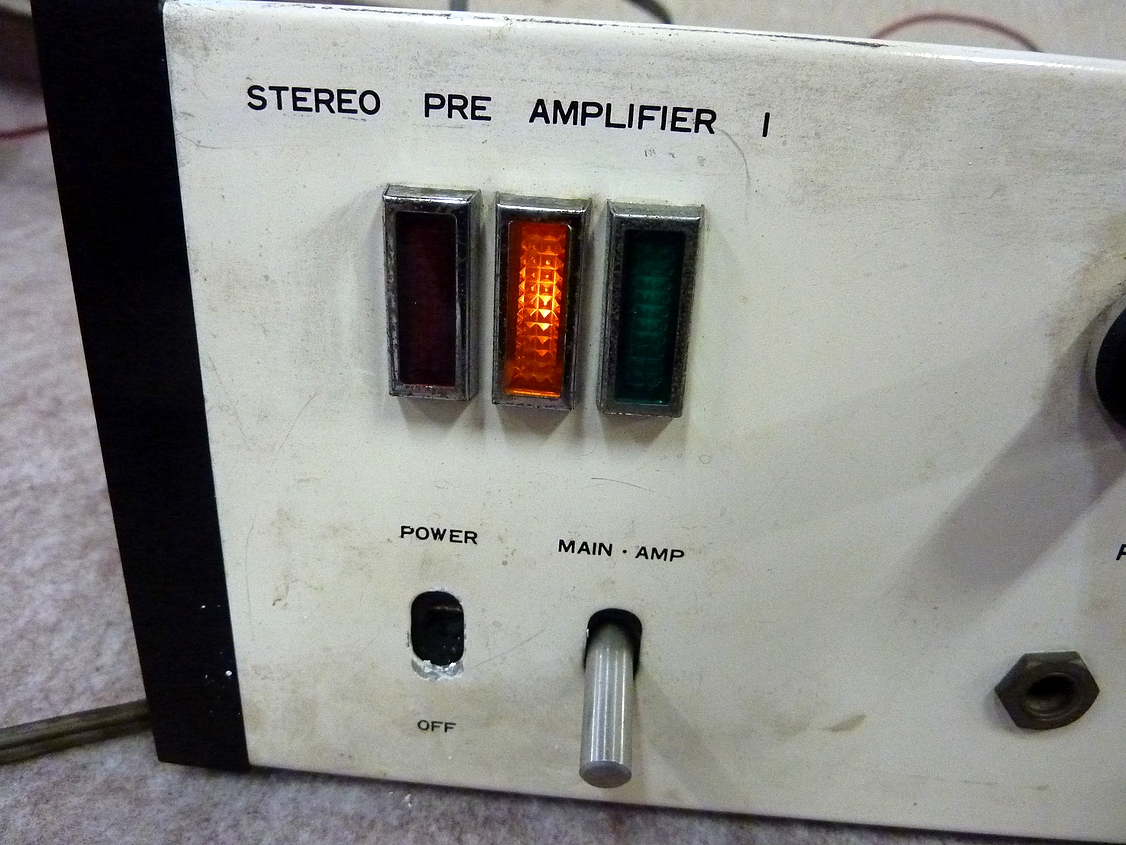 STEREO PRE AMPLIFIER I
POWER
MAIN · AMP
OFF